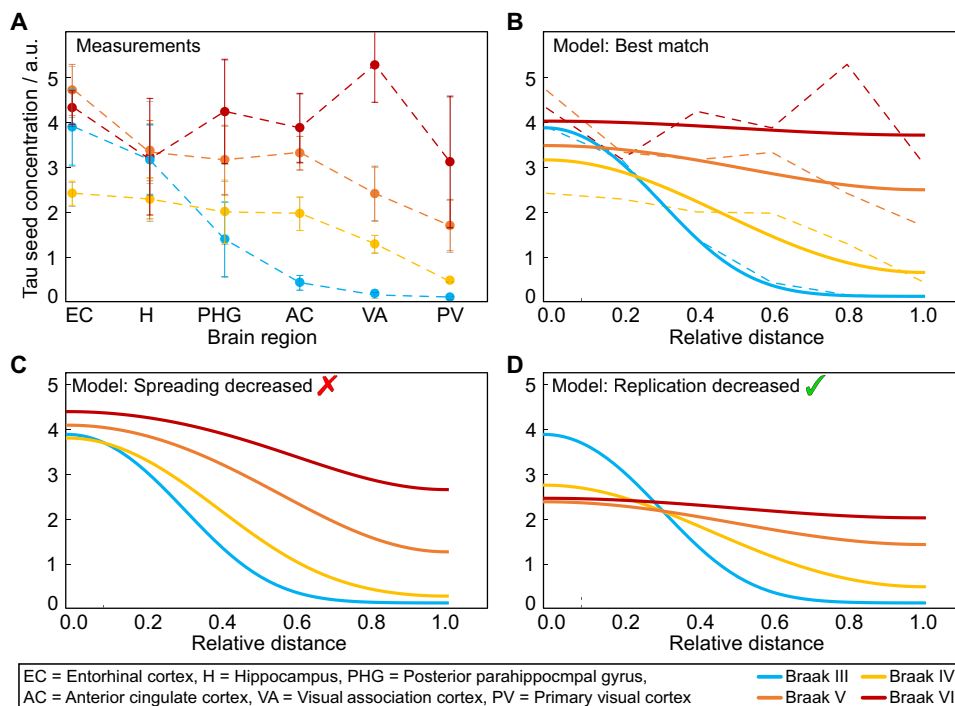 A
Measurements
Tau seed concentration / a.u.
5
4
3
2
1
0
EC H PHG AC VA PV
Brain region
B
Model: Best match
5
4
3
2
1
0
0.0 0.2 0.4 0.6 0.8 1.0
Relative distance
C
Model: Spreading decreased ✗
5
4
3
2
1
0
0.0 0.2 0.4 0.6 0.8 1.0
Relative distance
D
Model: Replication decreased ✓
5
4
3
2
1
0
0.0 0.2 0.4 0.6 0.8 1.0
Relative distance
EC = Entorhinal cortex, H = Hippocampus, PHG = Posterior parahippocmpal gyrus,
AC = Anterior cingulate cortex, VA = Visual association cortex, PV = Primary visual cortex
Braak III Braak IV
Braak V Braak VI